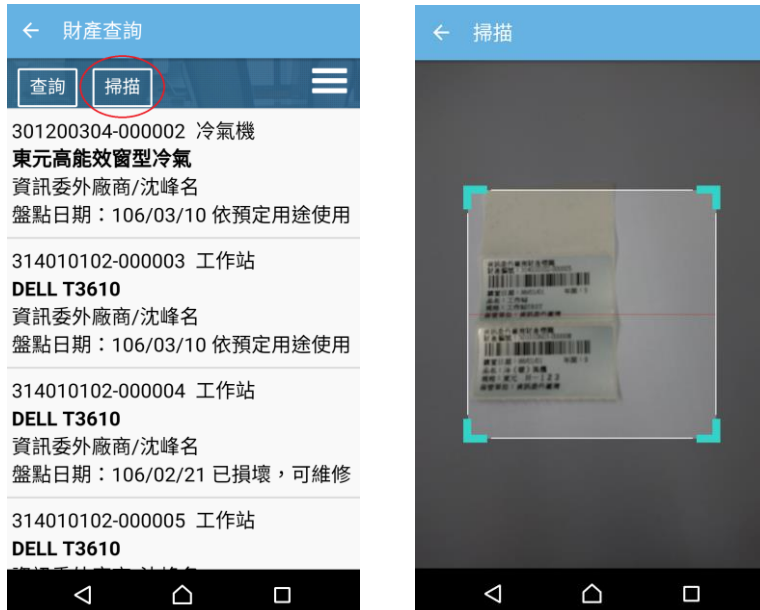 財產查詢
查詢 掃描
301200304-000002 冷氣機
東元高能效窗型冷氣
資訊委外廠商/沈峰名
盤點日期：106/03/10 依預定用途使用
314010102-000003 工作站
DELL T3610
資訊委外廠商/沈峰名
盤點日期：106/03/10 依預定用途使用
314010102-000004 工作站
DELL T3610
資訊委外廠商/沈峰名
盤點日期：106/02/21 已損壞，可維修
314010102-000005 工作站
DELL T3610
掃描